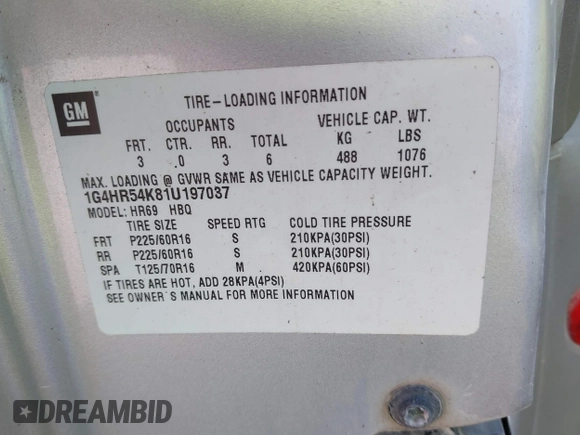 GM
TIRE-LOADING INFORMATION
OCCUPANTS VEHICLE CAP. WT.
FRT. CTR. RR. TOTAL KG LBS
3 0 3 6 488 1076
MAX. LOADING @ GVWR SAME AS VEHICLE CAPACITY WEIGHT.
1G4HR54K81U197037
MODEL: HR69 HBQ
TIRE SIZE SPEED RTG COLD TIRE PRESSURE
FRT P225/60R16 S 210KPA(30PSI)
RR P225/60R16 S 210KPA(30PSI)
SPA T125/70R16 M 420KPA(60PSI)
IF TIRES ARE HOT, ADD 28KPA(4PSI)
SEE OWNER'S MANUAL FOR MORE INFORMATION
DREAMBID